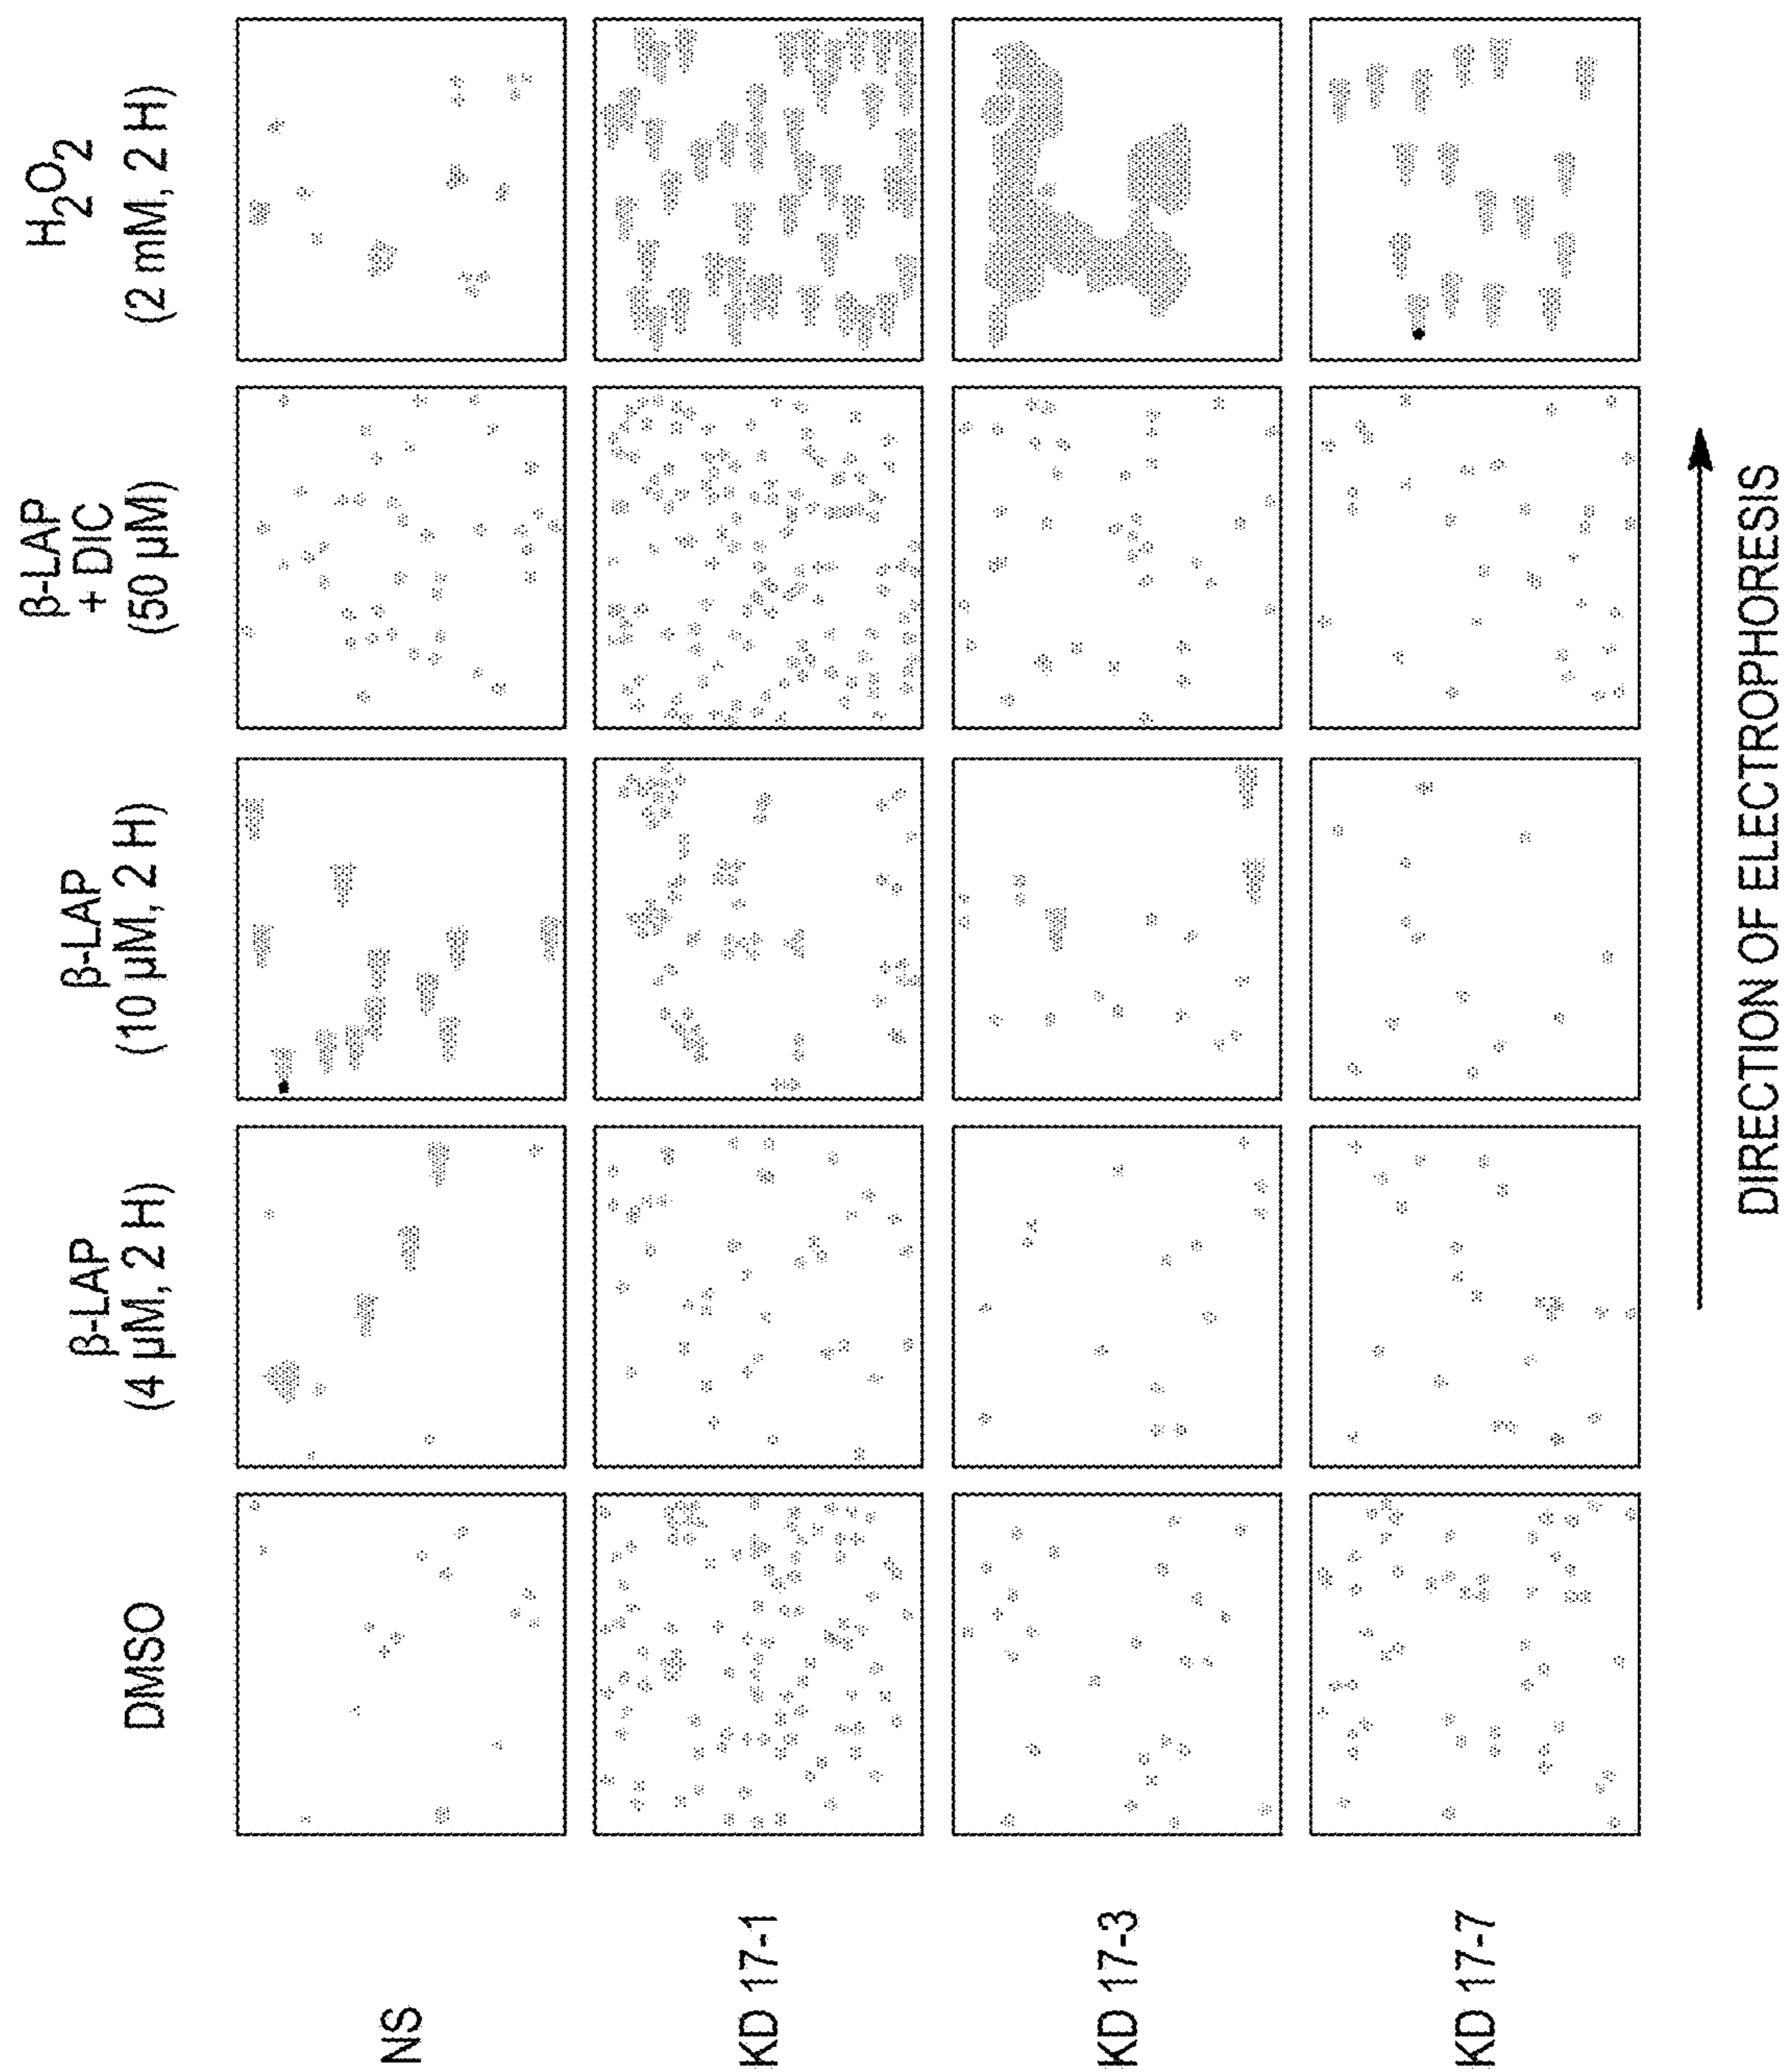 DMSO
β-LAP
(4 μM, 2 H)
β-LAP
(10 μM, 2 H)
β-LAP
+ DIC
(50 μM)
H2O2
(2 mM, 2 H)
NS
KD 17-1
KD 17-3
KD 17-7
DIRECTION OF ELECTROPHORESIS